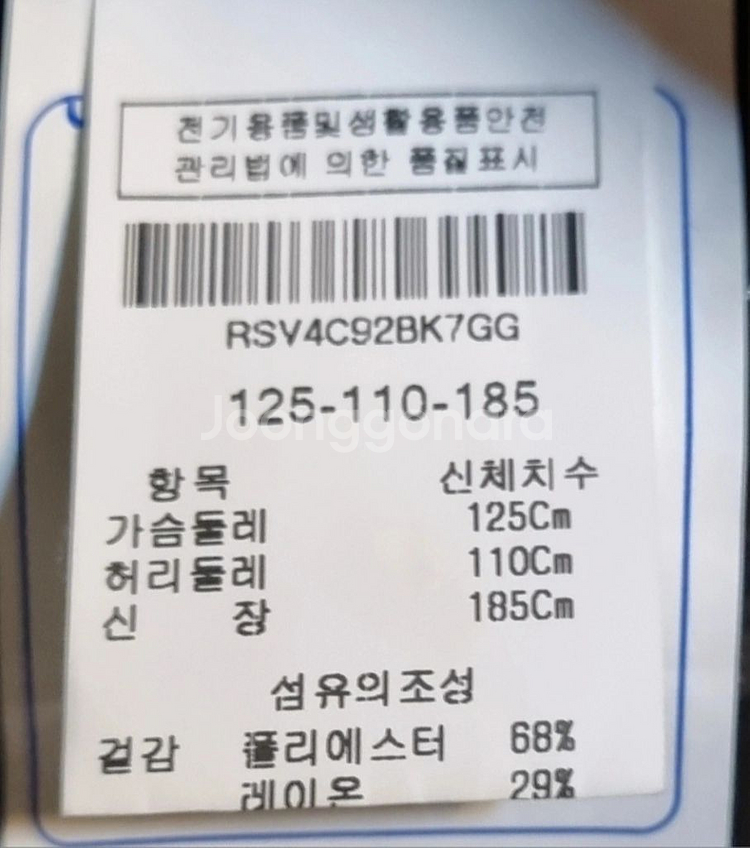 전기용품및생활용품안전
관리법에 의한 품질표시
RSV4C92BK7GG
125-110-185
Joonggonara
항목 신체치수
가슴둘레 125Cm
허리둘레 110Cm
신 장 185Cm
섬유의조성
겉감 폴리에스터 68%
레이온 29%